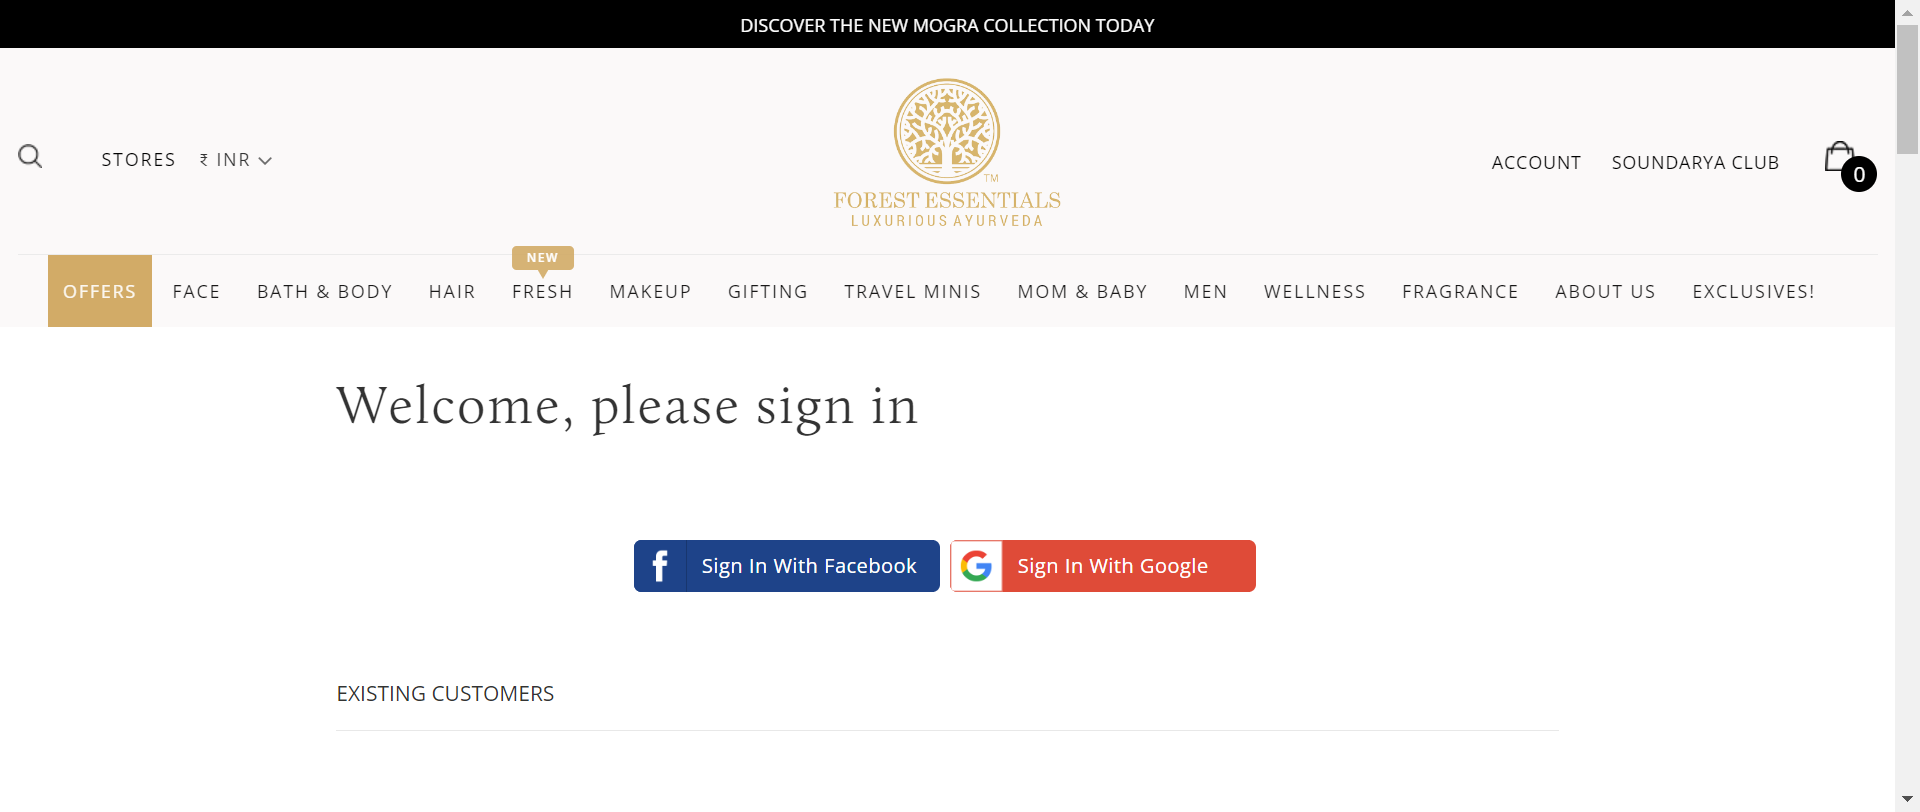 DISCOVER THE NEW MOGRA COLLECTION TODAY
STORES ₹ INR
TM
FOREST ESSENTIALS
LUXURIOUS AYURVEDA
ACCOUNT SOUNDARYA CLUB 0
NEW
OFFERS FACE BATH & BODY HAIR FRESH MAKEUP GIFTING TRAVEL MINIS MOM & BABY MEN WELLNESS FRAGRANCE ABOUT US EXCLUSIVES!
Welcome, please sign in
f Sign In With Facebook G Sign In With Google
EXISTING CUSTOMERS